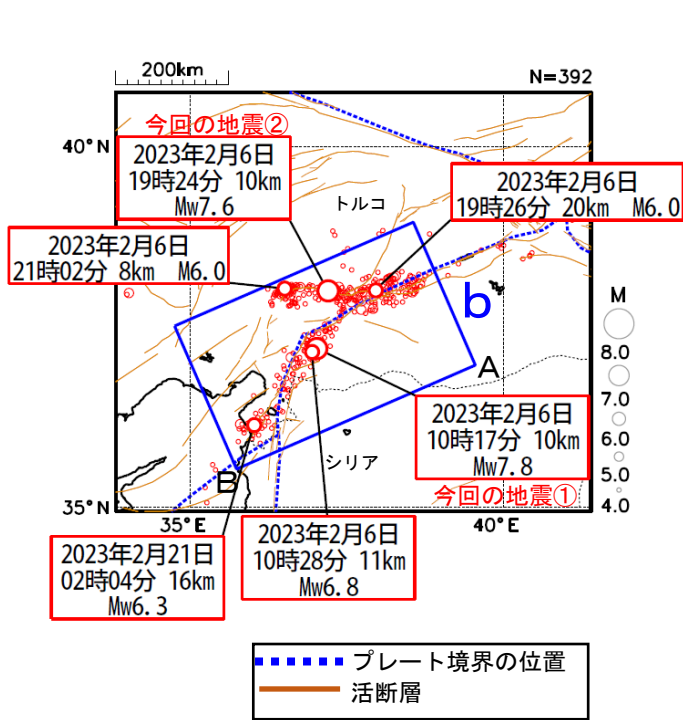 200km
N=392
今回の地震②
40°N
2023年2月6日
19時24分 10km
Mw7.6
2023年2月6日
19時26分 20km M6.0
トルコ
2023年2月6日
21時02分 8km M6.0
b
M
8.0
7.0
6.0
5.0
4.0
A
2023年2月6日
10時17分 10km
Mw7.8
今回の地震①
シリア
B
35°N
35°E
40°E
2023年2月6日
10時28分 11km
Mw6.8
2023年2月21日
02時04分 16km
Mw6.3
プレート境界の位置
活断層